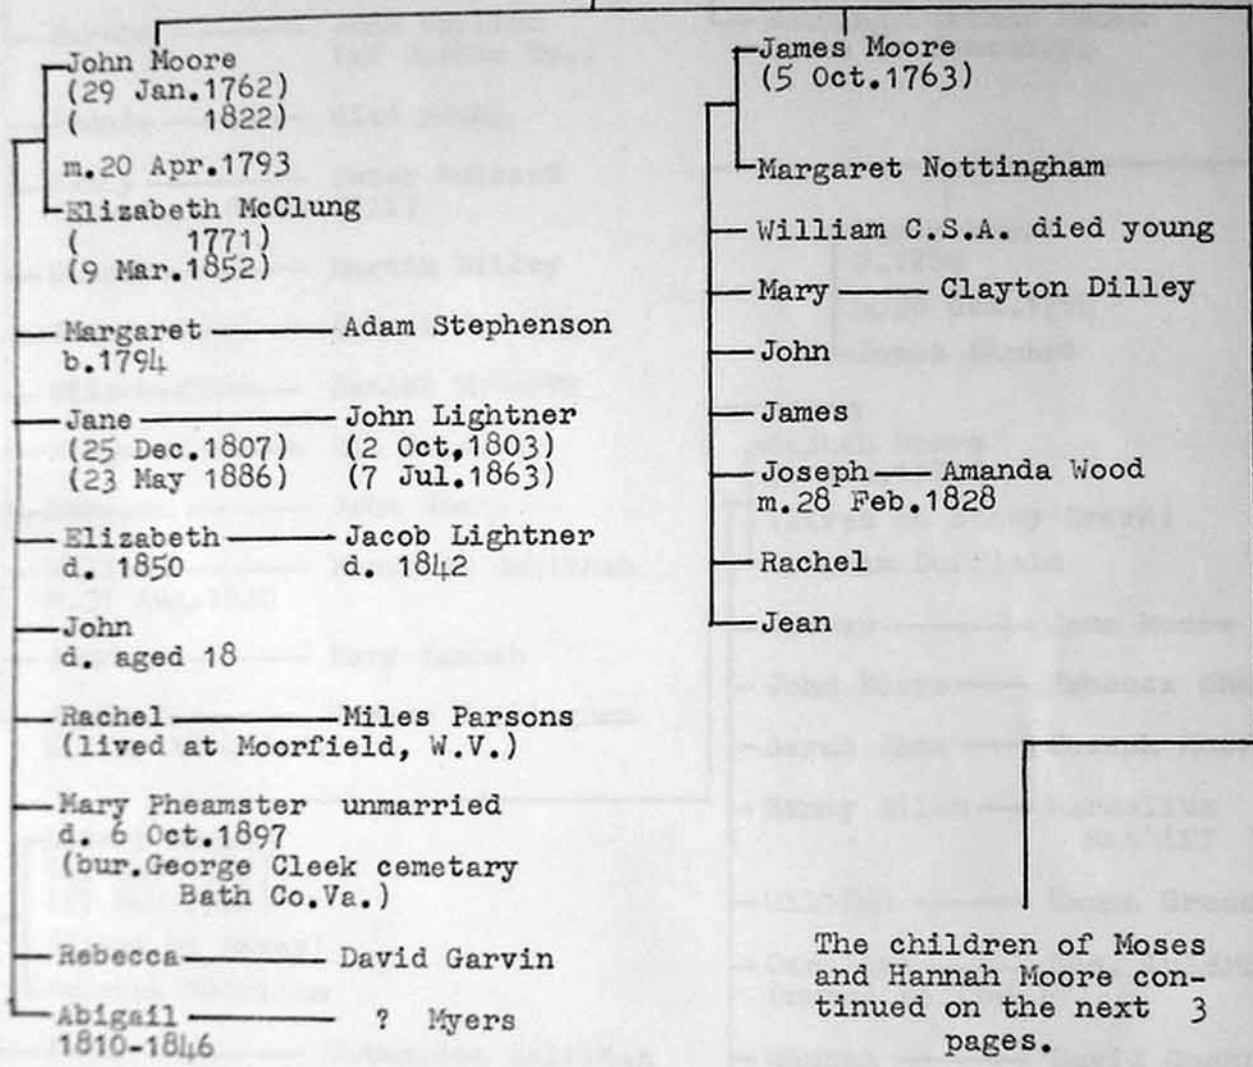 John Moore
(29 Jan.1762)
( 1822)
m.20 Apr.1793
Elizabeth McClung
( 1771)
(9 Mar.1852)
Margaret Adam Stephenson
b.1794
Jane John Lightner
(25 Dec.1807) (2 Oct,1803)
(23 May 1886) (7 Jul.1863)
Elizabeth Jacob Lightner
d. 1850 d. 1842
John
d. aged 18
Rachel Miles Parsons
(lived at Moorfield, W.V.)
Mary Pheamster unmarried
d. 6 Oct.1897
(bur.George Cleek cemetary
Bath Co.Va.)
Rebecca David Garvin
Abigail ? Myers
1810-1846
James Moore
(5 Oct.1763)
Margaret Nottingham
William C.S.A. died young
Mary Clayton Dilley
John
James
Joseph Amanda Wood
m.28 Feb.1828
Rachel
Jean
The children of Moses
and Hannah Moore con-
tinued on the next 3
pages.